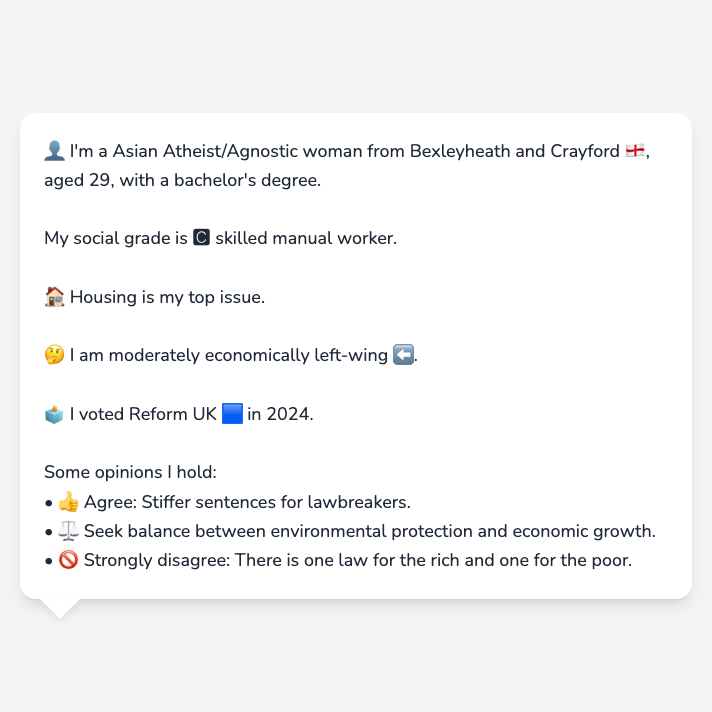 👤 I'm a Asian Atheist/Agnostic woman from Bexleyheath and Crayford 🏴󠁧󠁢󠁥󠁮󠁧󠁿,
aged 29, with a bachelor's degree.
My social grade is 🅲 skilled manual worker.
🏠 Housing is my top issue.
🤔 I am moderately economically left-wing ⬅️.
🗳️ I voted Reform UK 🟦 in 2024.
Some opinions I hold:
• 👍 Agree: Stiffer sentences for lawbreakers.
• ⚖️ Seek balance between environmental protection and economic growth.
• 🚫 Strongly disagree: There is one law for the rich and one for the poor.